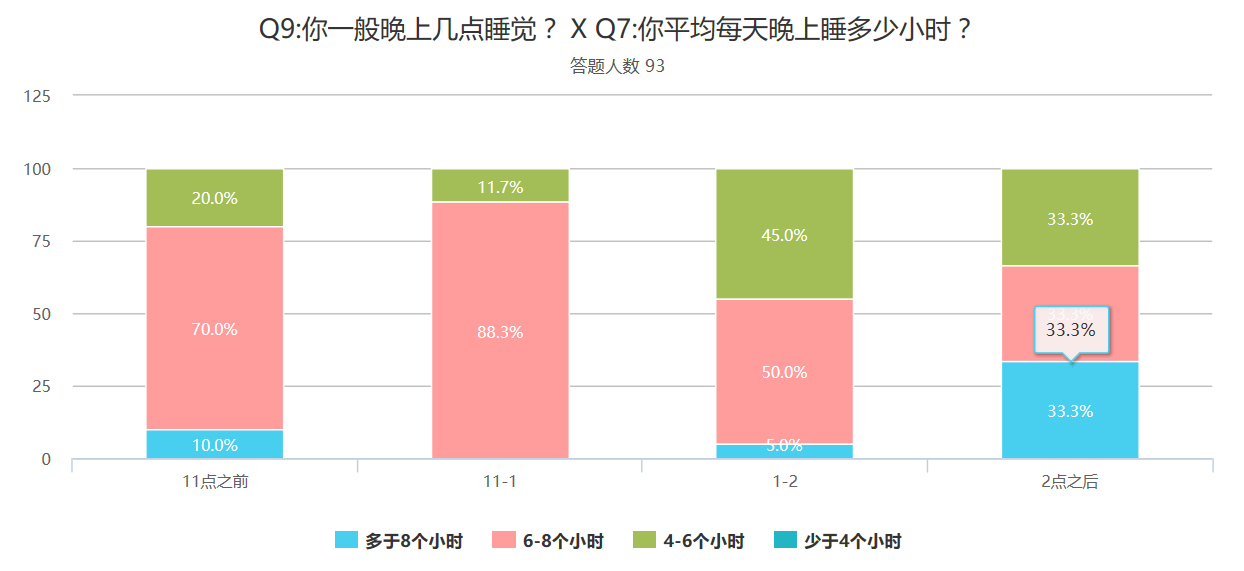 Q9:你一般晚上几点睡觉？ X Q7:你平均每天晚上睡多少小时？
答题人数 93
125
100
75
50
25
0
20.0%
70.0%
10.0%
11.7%
88.3%
45.0%
50.0%
5.0%
33.3%
33.3%
33.3%
33.3%
11点之前
11-1
1-2
2点之后
多于8个小时
6-8个小时
4-6个小时
少于4个小时